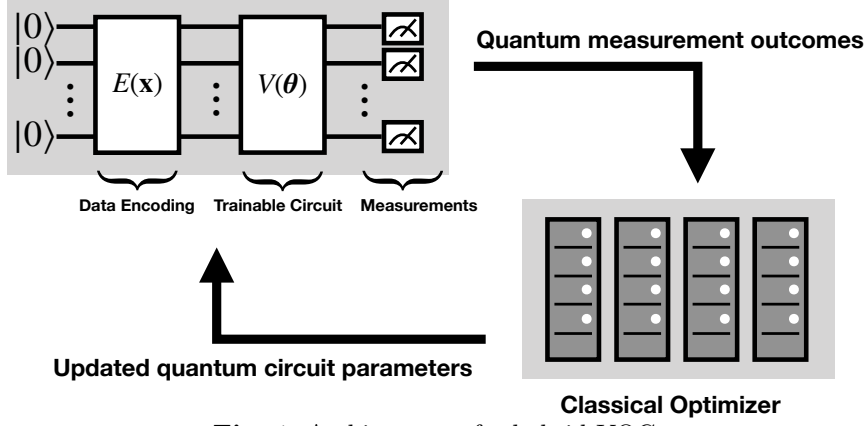 |0⟩
|0⟩
⋮ E(x) ⋮ V(θ) ⋮
|0⟩
Data Encoding Trainable Circuit Measurements
Quantum measurement outcomes
Updated quantum circuit parameters
Classical Optimizer